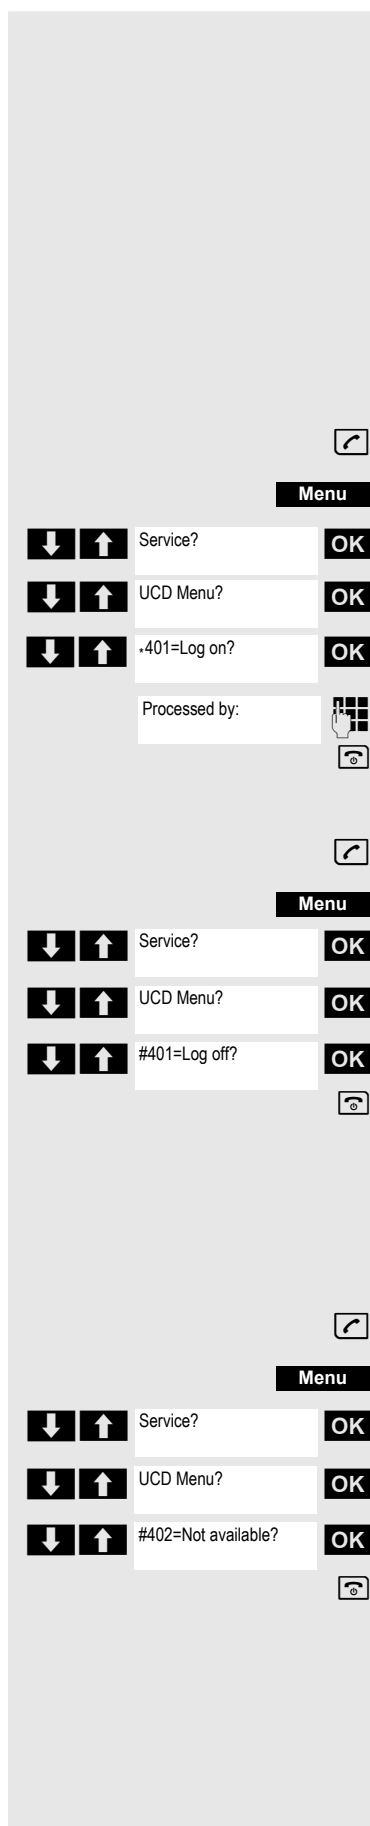 Menu
Service? OK
UCD Menu? OK
*401=Log on? OK
Processed by:
Menu
Service? OK
UCD Menu? OK
#401=Log off? OK
Menu
Service? OK
UCD Menu? OK
#402=Not available? OK